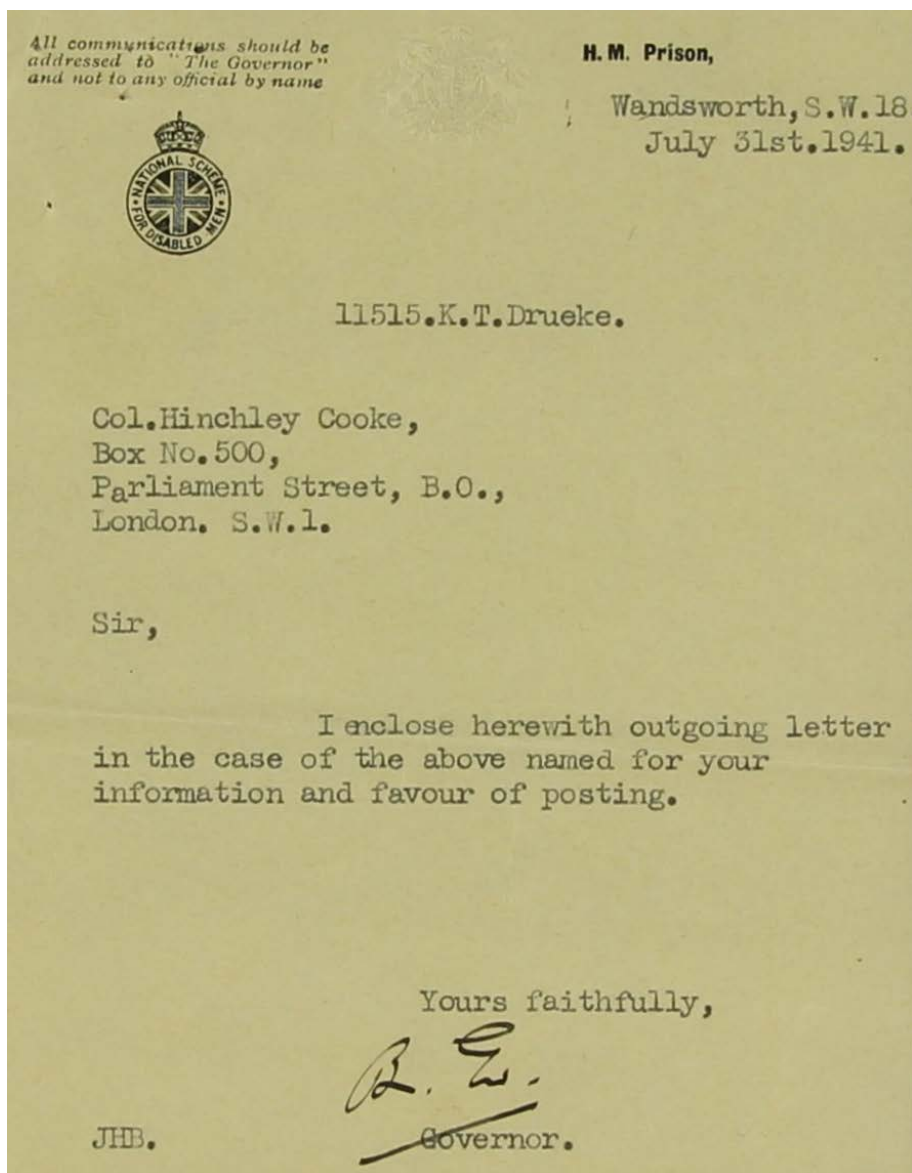 All communications should be
addressed to "The Governor"
and not to any official by name
H. M. Prison,
Wandsworth, S.W.18
July 31st.1941.
NATIONAL SCHEME
FOR DISABLED MEN
11515.K.T.Drueke.
Col.Hinchley Cooke,
Box No.500,
Parliament Street, B.O.,
London. S.W.1.
Sir,
I enclose herewith outgoing letter
in the case of the above named for your
information and favour of posting.
Yours faithfully,
JHB.
Governor.